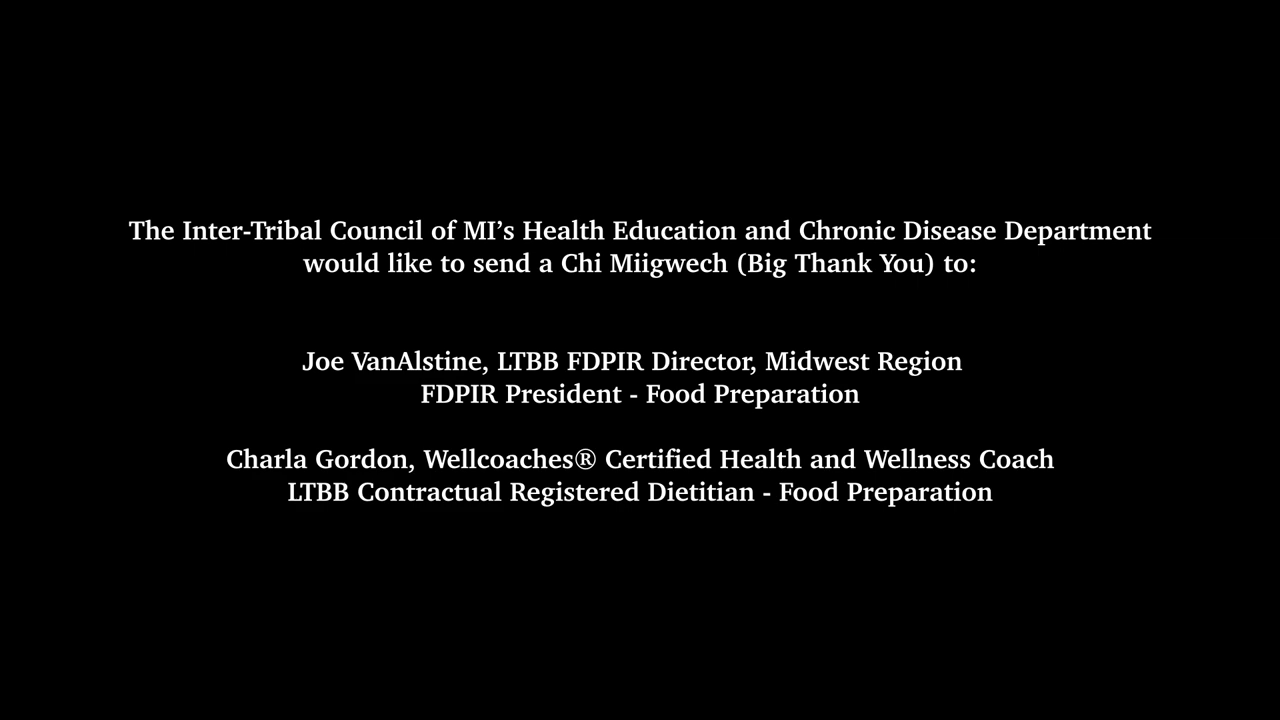 The Inter-Tribal Council of MI’s Health Education and Chronic Disease Department
would like to send a Chi Miigwech (Big Thank You) to:
Joe VanAlstine, LTBB FDPIR Director, Midwest Region
FDPIR President - Food Preparation
Charla Gordon, Wellcoaches® Certified Health and Wellness Coach
LTBB Contractual Registered Dietitian - Food Preparation